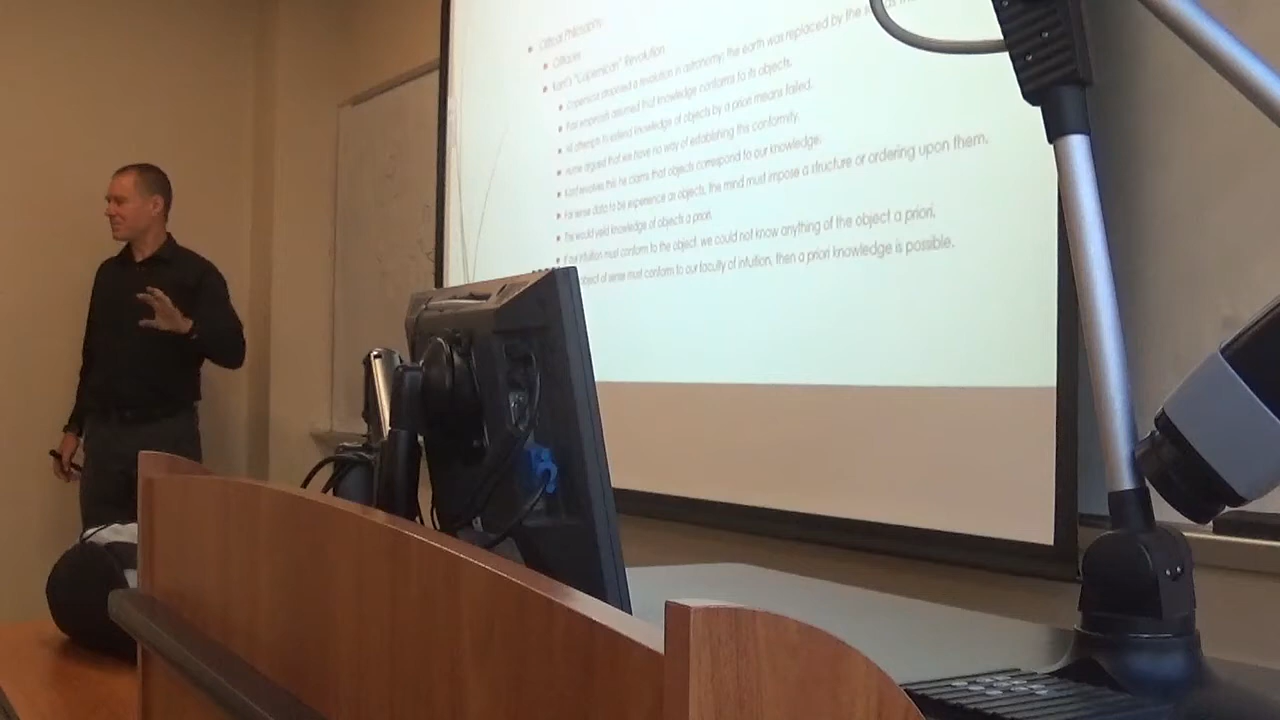 Critical Philosophy
Critiques
Kant's "Copernican" Revolution
Copernicus proposed a revolution in astronomy: the earth was replaced by the
Past empiricists assumed that knowledge conforms to its objects.
All attempts to extend knowledge of objects by a priori means failed.
Hume argued that we have no way of establishing this conformity.
Kant resolves this: he claims that objects correspond to our knowledge.
For sense data to be experience as objects, the mind must impose a structure or ordering upon them.
This would yield knowledge of objects a priori.
If our intuition must conform to the object, we could not know anything of the object a priori.
object of sense must conform to our faculty of intuition, then a priori knowledge is possible.